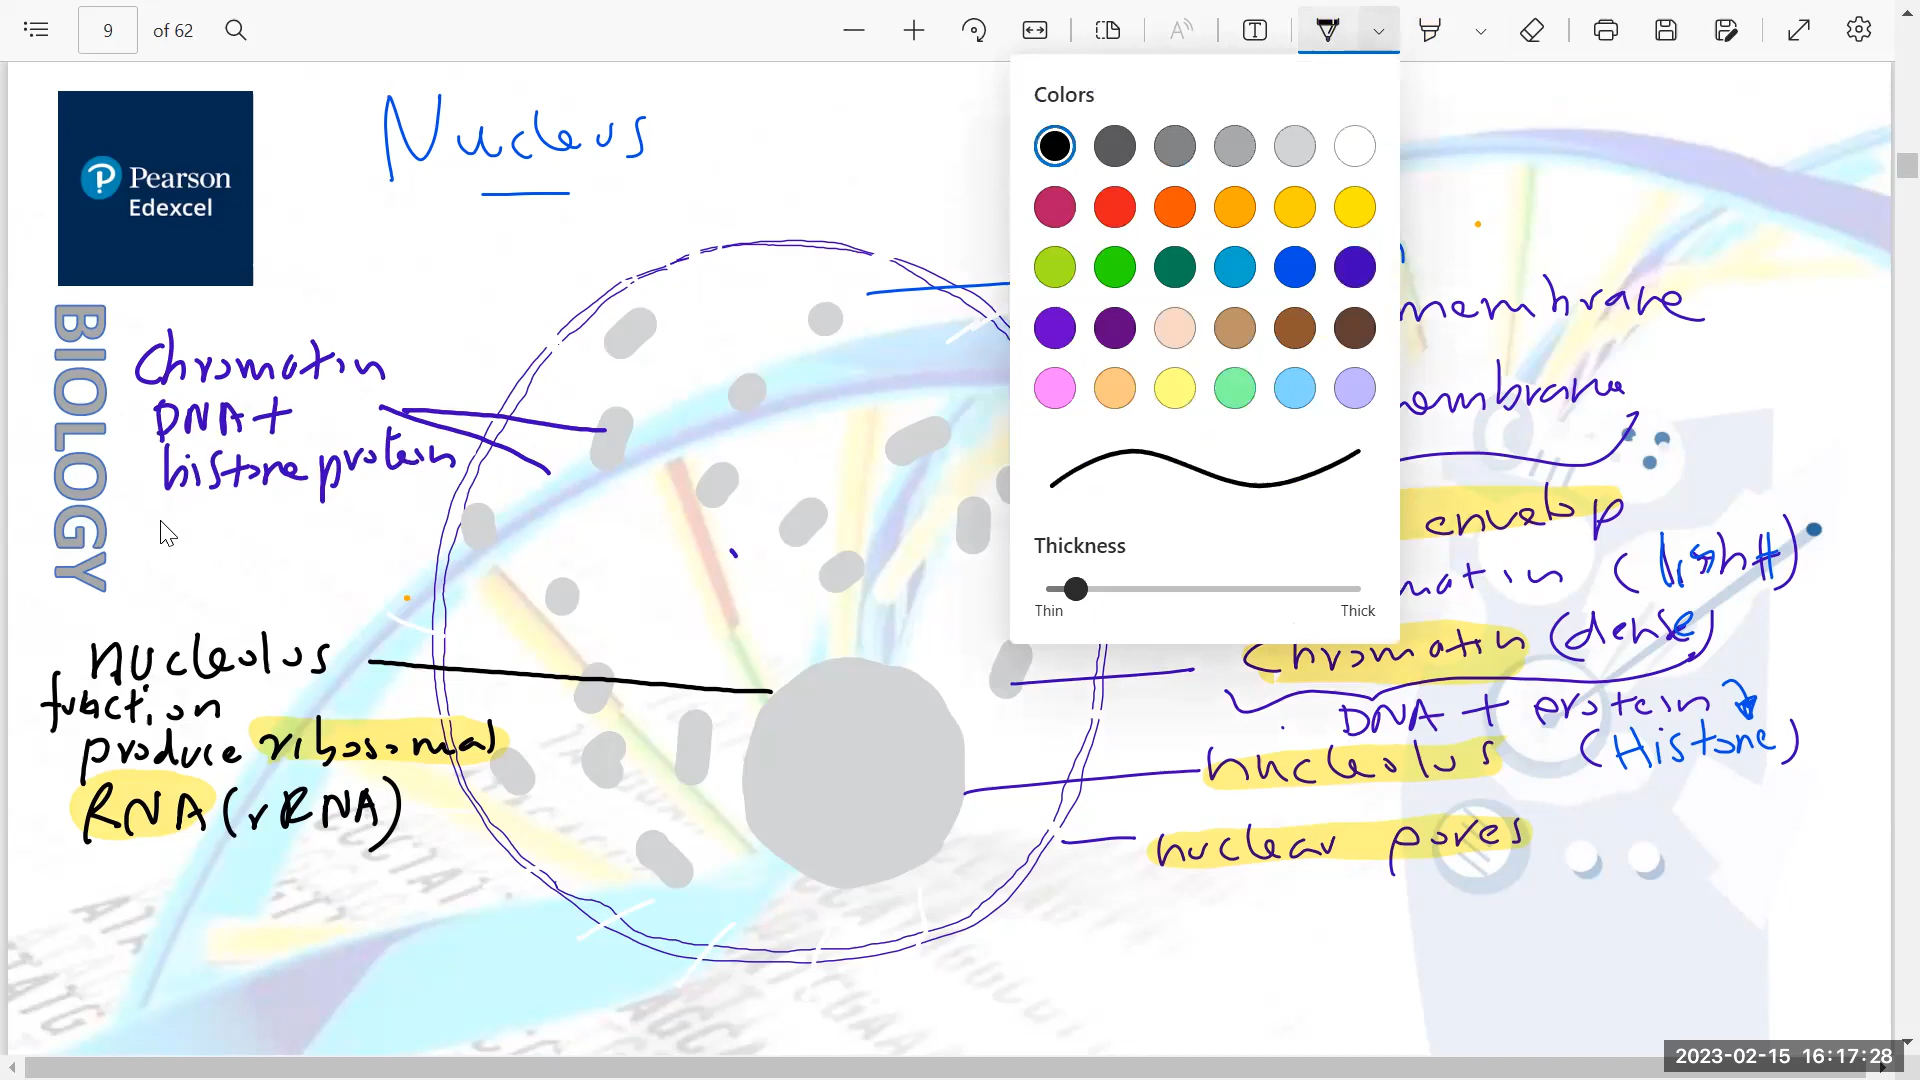 9 of 62
Colors
Thickness
Thin Thick
Pearson
Edexcel
BIOLOGY
Nucleus
Chromatin
DNA +
histone protein
nucleolus
function
produce ribosomal
RNA (rRNA)
membrane
membrane
envelop
(light)
Chromatin (dense)
DNA + protein
nucleolus (Histone)
nuclear pores
2023-02-15 16:17:28